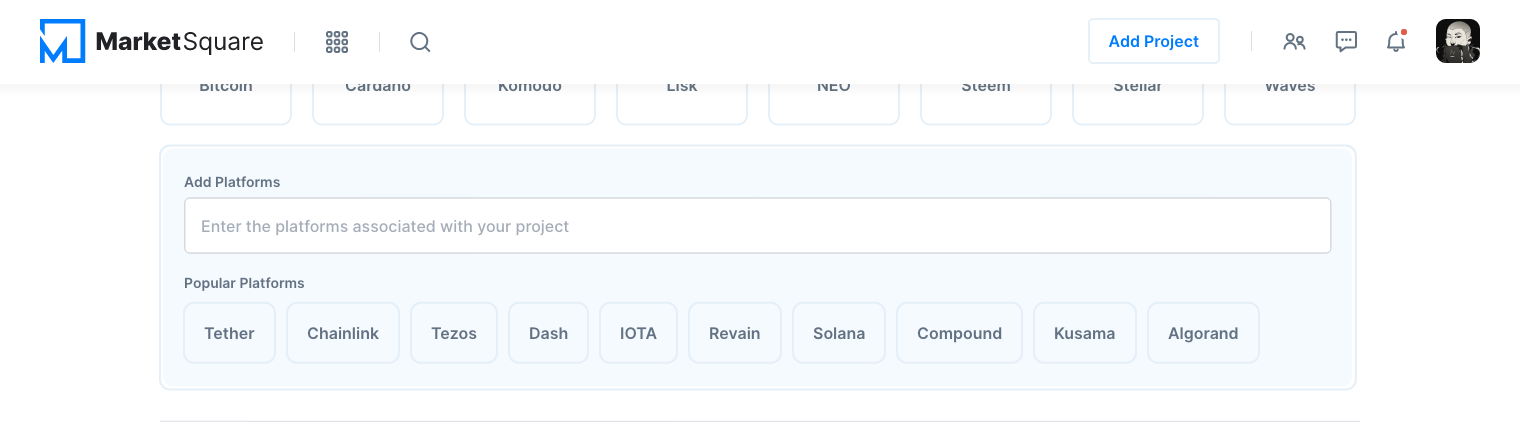 MarketSquare
Add Project
Bitcoin Cardano Komodo Lisk NEO Steem Stellar Waves
Add Platforms
Enter the platforms associated with your project
Popular Platforms
Tether Chainlink Tezos Dash IOTA Revain Solana Compound Kusama Algorand